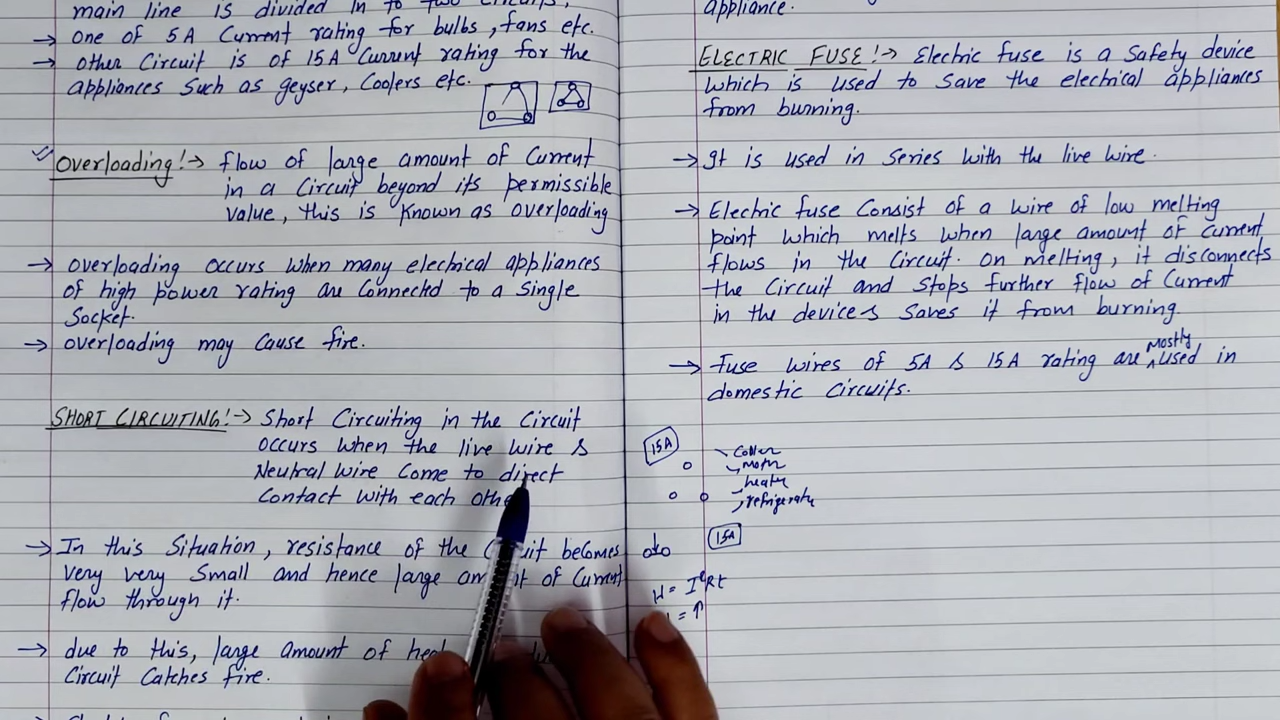 main line is divided in to two circuits,
→ one of 5A Current rating for bulbs, fans etc.
→ other Circuit is of 15A Current rating for the
appliances Such as geyser, Coolers etc.
Overloading!→ flow of large amount of Current
in a Circuit beyond its permissible
value, this is known as overloading
→ overloading occurs when many electrical appliances
of high power rating are Connected to a Single
Socket.
→ overloading may Cause fire.
SHORT CIRCUITING!→ Short Circuiting in the Circuit
occurs when the live wire &
Neutral wire Come to direct
Contact with each othe
→ In this Situation, resistance of the C uit becomes
very very Small and hence large am t of Current
flow through it.
→ due to this, large amount of hea
Circuit Catches fire.
appliance.
ELECTRIC FUSE!→ Electric fuse is a Safety device
which is used to Save the electrical appliances
from burning.
→ It is used in Series with the live wire.
→ Electric fuse Consist of a wire of low melting
point which melts when large amount of Current
flows in the Circuit. on melting, it disconnects
the Circuit and Stops further flow of Current
in the device & Saves it from burning.
→ Fuse wires of 5A & 15A rating are Mostly used in
domestic Circuits.
15A
heater
refrigerator
15A
H = I²Rt
= ↑